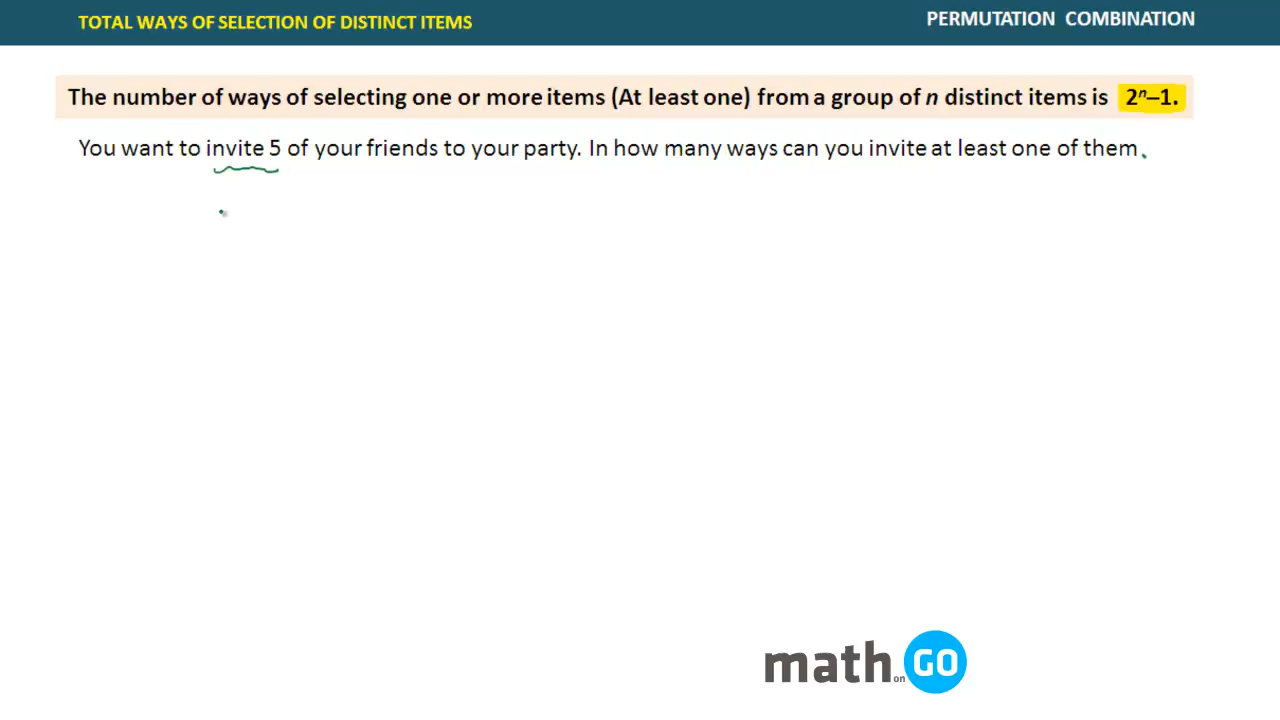 TOTAL WAYS OF SELECTION OF DISTINCT ITEMS
PERMUTATION COMBINATION
The number of ways of selecting one or more items (At least one) from a group of n distinct items is 2ⁿ–1.
You want to invite 5 of your friends to your party. In how many ways can you invite at least one of them.
math on GO